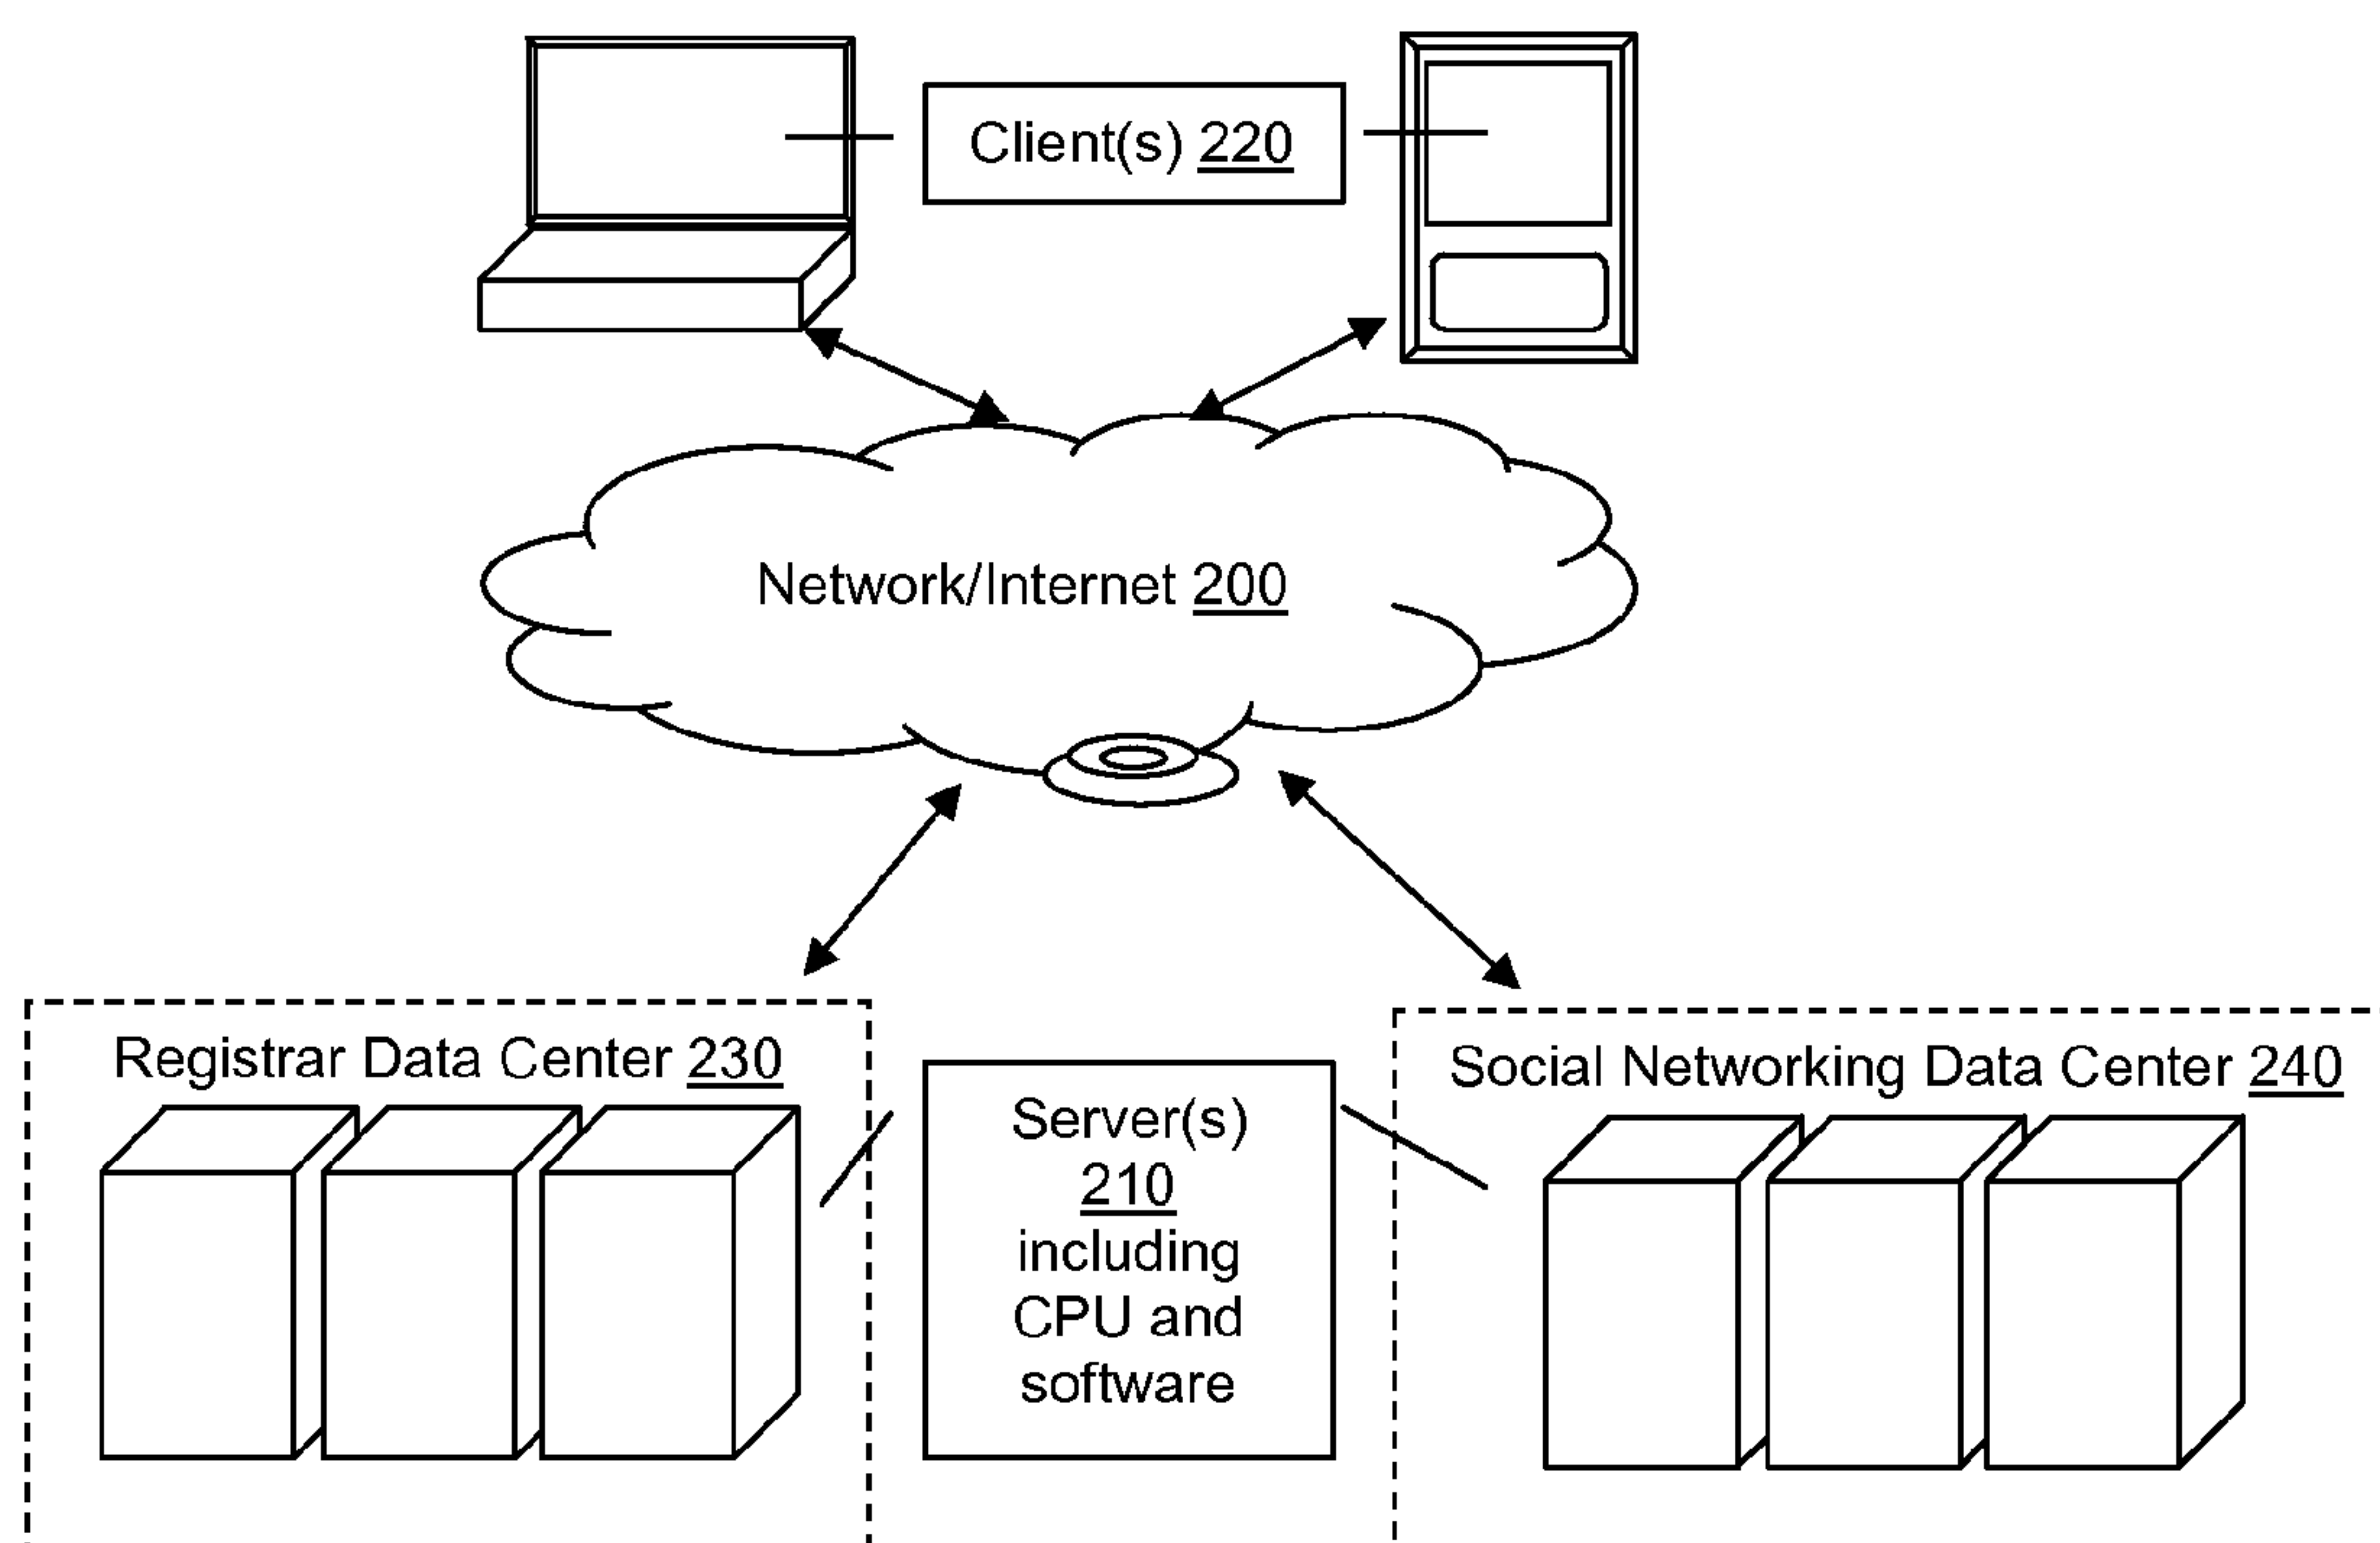 Client(s) 220
Network/Internet 200
Registrar Data Center 230
Server(s)
210
including
CPU and
software
Social Networking Data Center 240